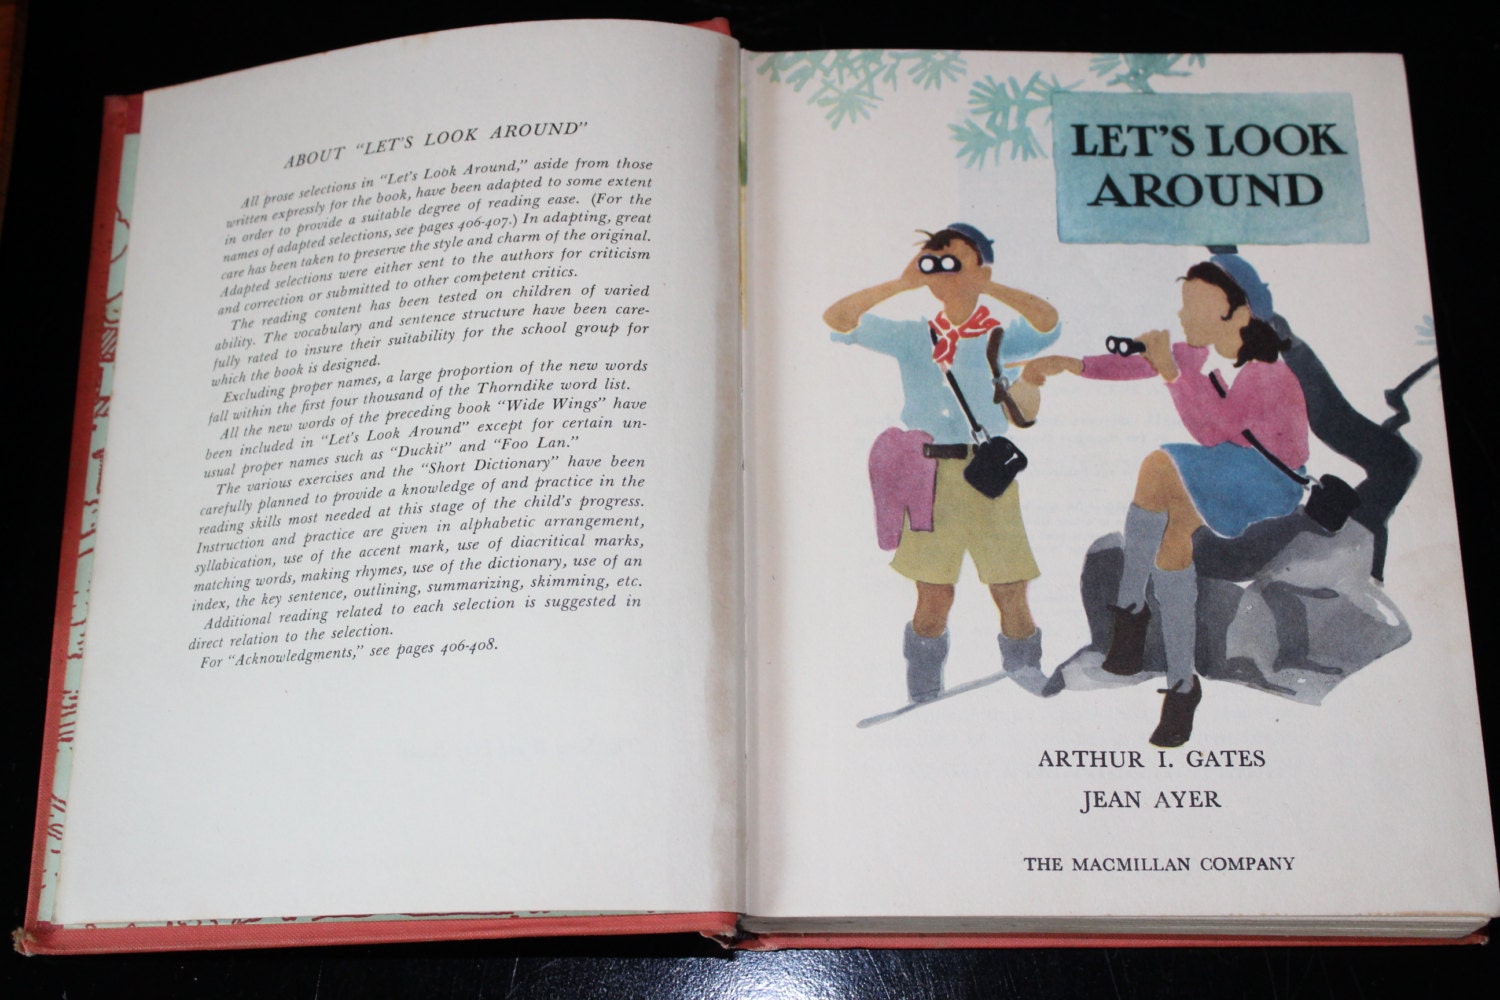 ABOUT "LET'S LOOK AROUND"
All prose selections in "Let's Look Around," aside from those
written expressly for the book, have been adapted to some extent
in order to provide a suitable degree of reading ease. (For the
names of adapted selections, see pages 406-407.) In adapting, great
care has been taken to preserve the style and charm of the original.
Adapted selections were either sent to the authors for criticism
and correction or submitted to other competent critics.
The reading content has been tested on children of varied
ability. The vocabulary and sentence structure have been care-
fully rated to insure their suitability for the school group for
which the book is designed.
Excluding proper names, a large proportion of the new words
fall within the first four thousand of the Thorndike word list.
All the new words of the preceding book "Wide Wings" have
been included in "Let's Look Around" except for certain un-
usual proper names such as "Duckit" and "Foo Lan."
The various exercises and the "Short Dictionary" have been
carefully planned to provide a knowledge of and practice in the
reading skills most needed at this stage of the child's progress.
Instruction and practice are given in alphabetic arrangement,
syllabication, use of the accent mark, use of diacritical marks,
matching words, making rhymes, use of the dictionary, use of an
index, the key sentence, outlining, summarizing, skimming, etc.
Additional reading related to each selection is suggested in
direct relation to the selection.
For "Acknowledgments," see pages 406-408.
LET'S LOOK
AROUND
ARTHUR I. GATES
JEAN AYER
THE MACMILLAN COMPANY